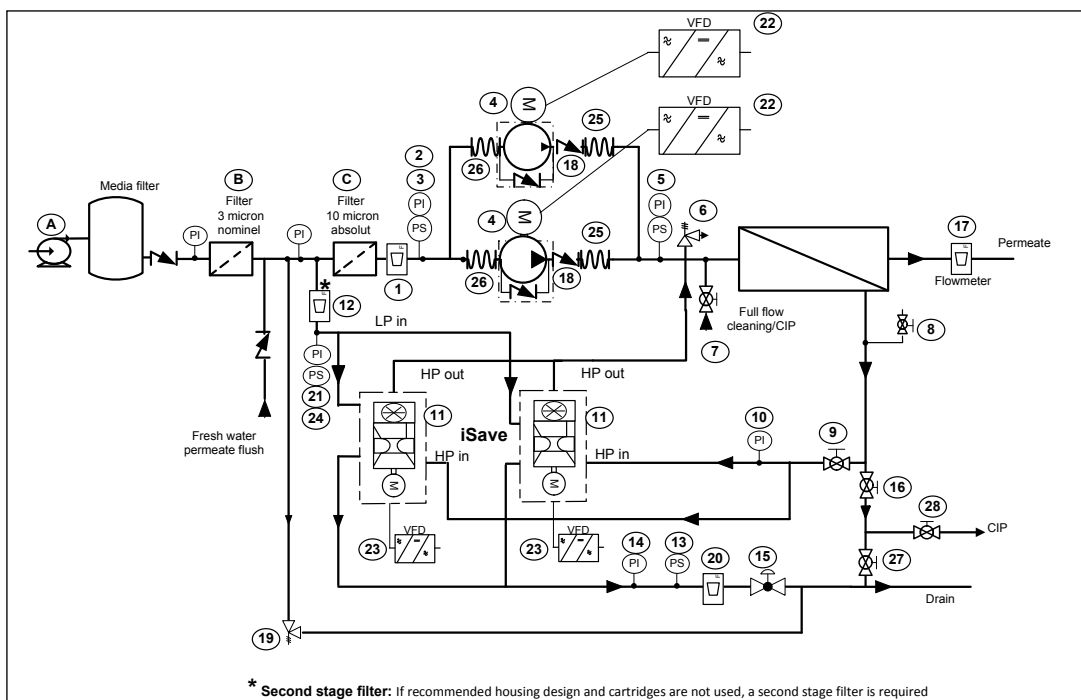 VFD
22
VFD
22
4
M
25
26
18
2
3
PI
PS
B
Filter
3 micron
nominel
C
Filter
10 micron
absolut
Media filter
A
PI
PI
F
1
4
M
25
26
18
5
PI
PS
6
17
F
Permeate
Flowmeter
*
F
12
LP in
Full flow
cleaning/CIP
7
8
PI
PS
21
24
HP out
HP out
11
iSave
11
10
PI
9
HP in
HP in
M
M
16
28
CIP
Fresh water
permeate flush
23
VFD
23
VFD
14
PI
13
PS
20
F
15
27
Drain
19
* Second stage filter: If recommended housing design and cartridges are not used, a second stage filter is required